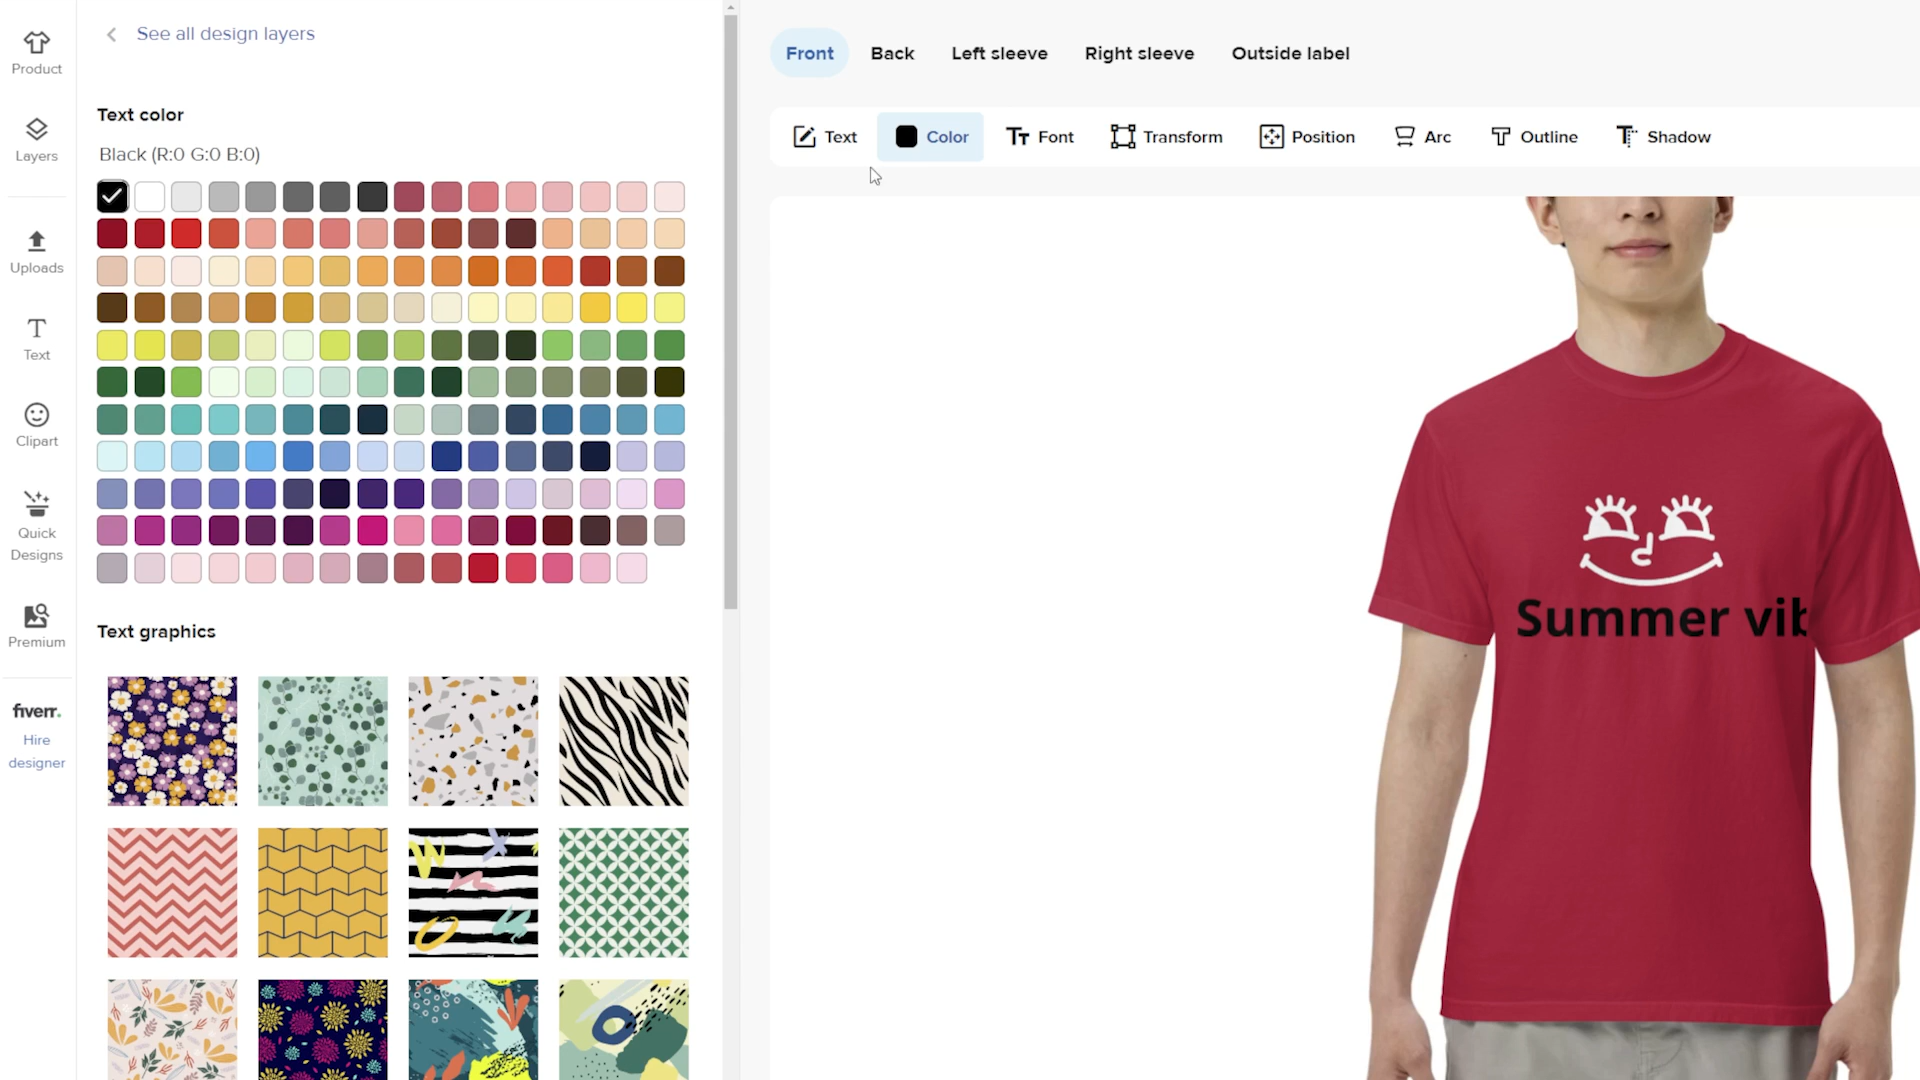 See all design layers
Product
Layers
Uploads
Text
Clipart
Quick
Designs
Premium
fiverr.
Hire
designer
Text color
Black (R:0 G:0 B:0)
Text graphics
Front Back Left sleeve Right sleeve Outside label
Text Color Font Transform Position Arc Outline Shadow
Summer vib